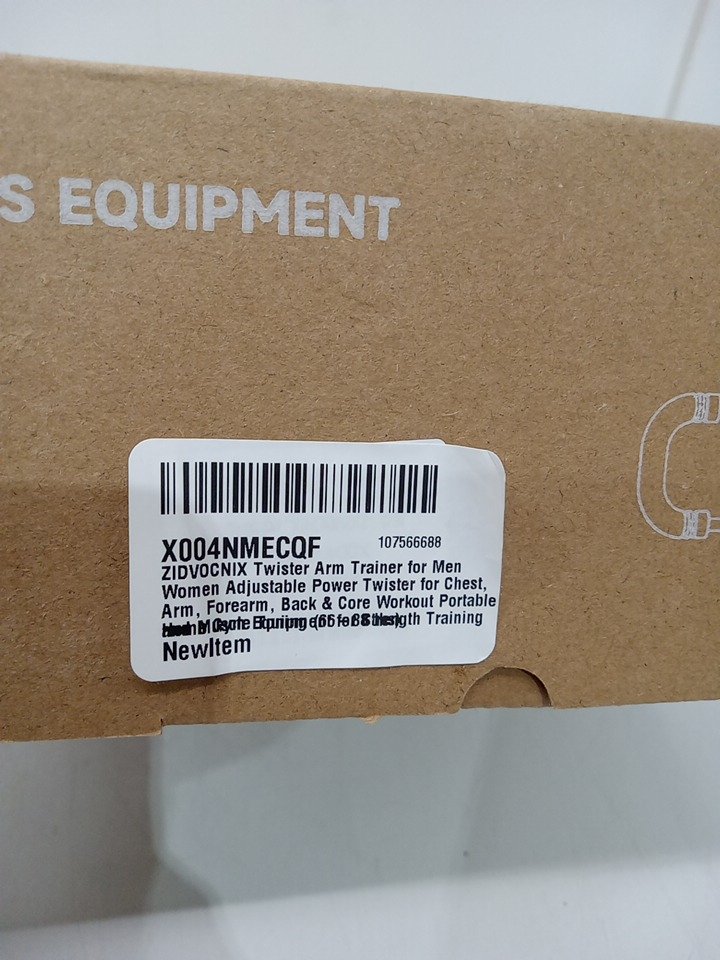 S EQUIPMENT
X004NMECQF
107566688
ZIDVOCNIX Twister Arm Trainer for Men
Women Adjustable Power Twister for Chest,
Arm, Forearm, Back & Core Workout Portable
Training
NewItem